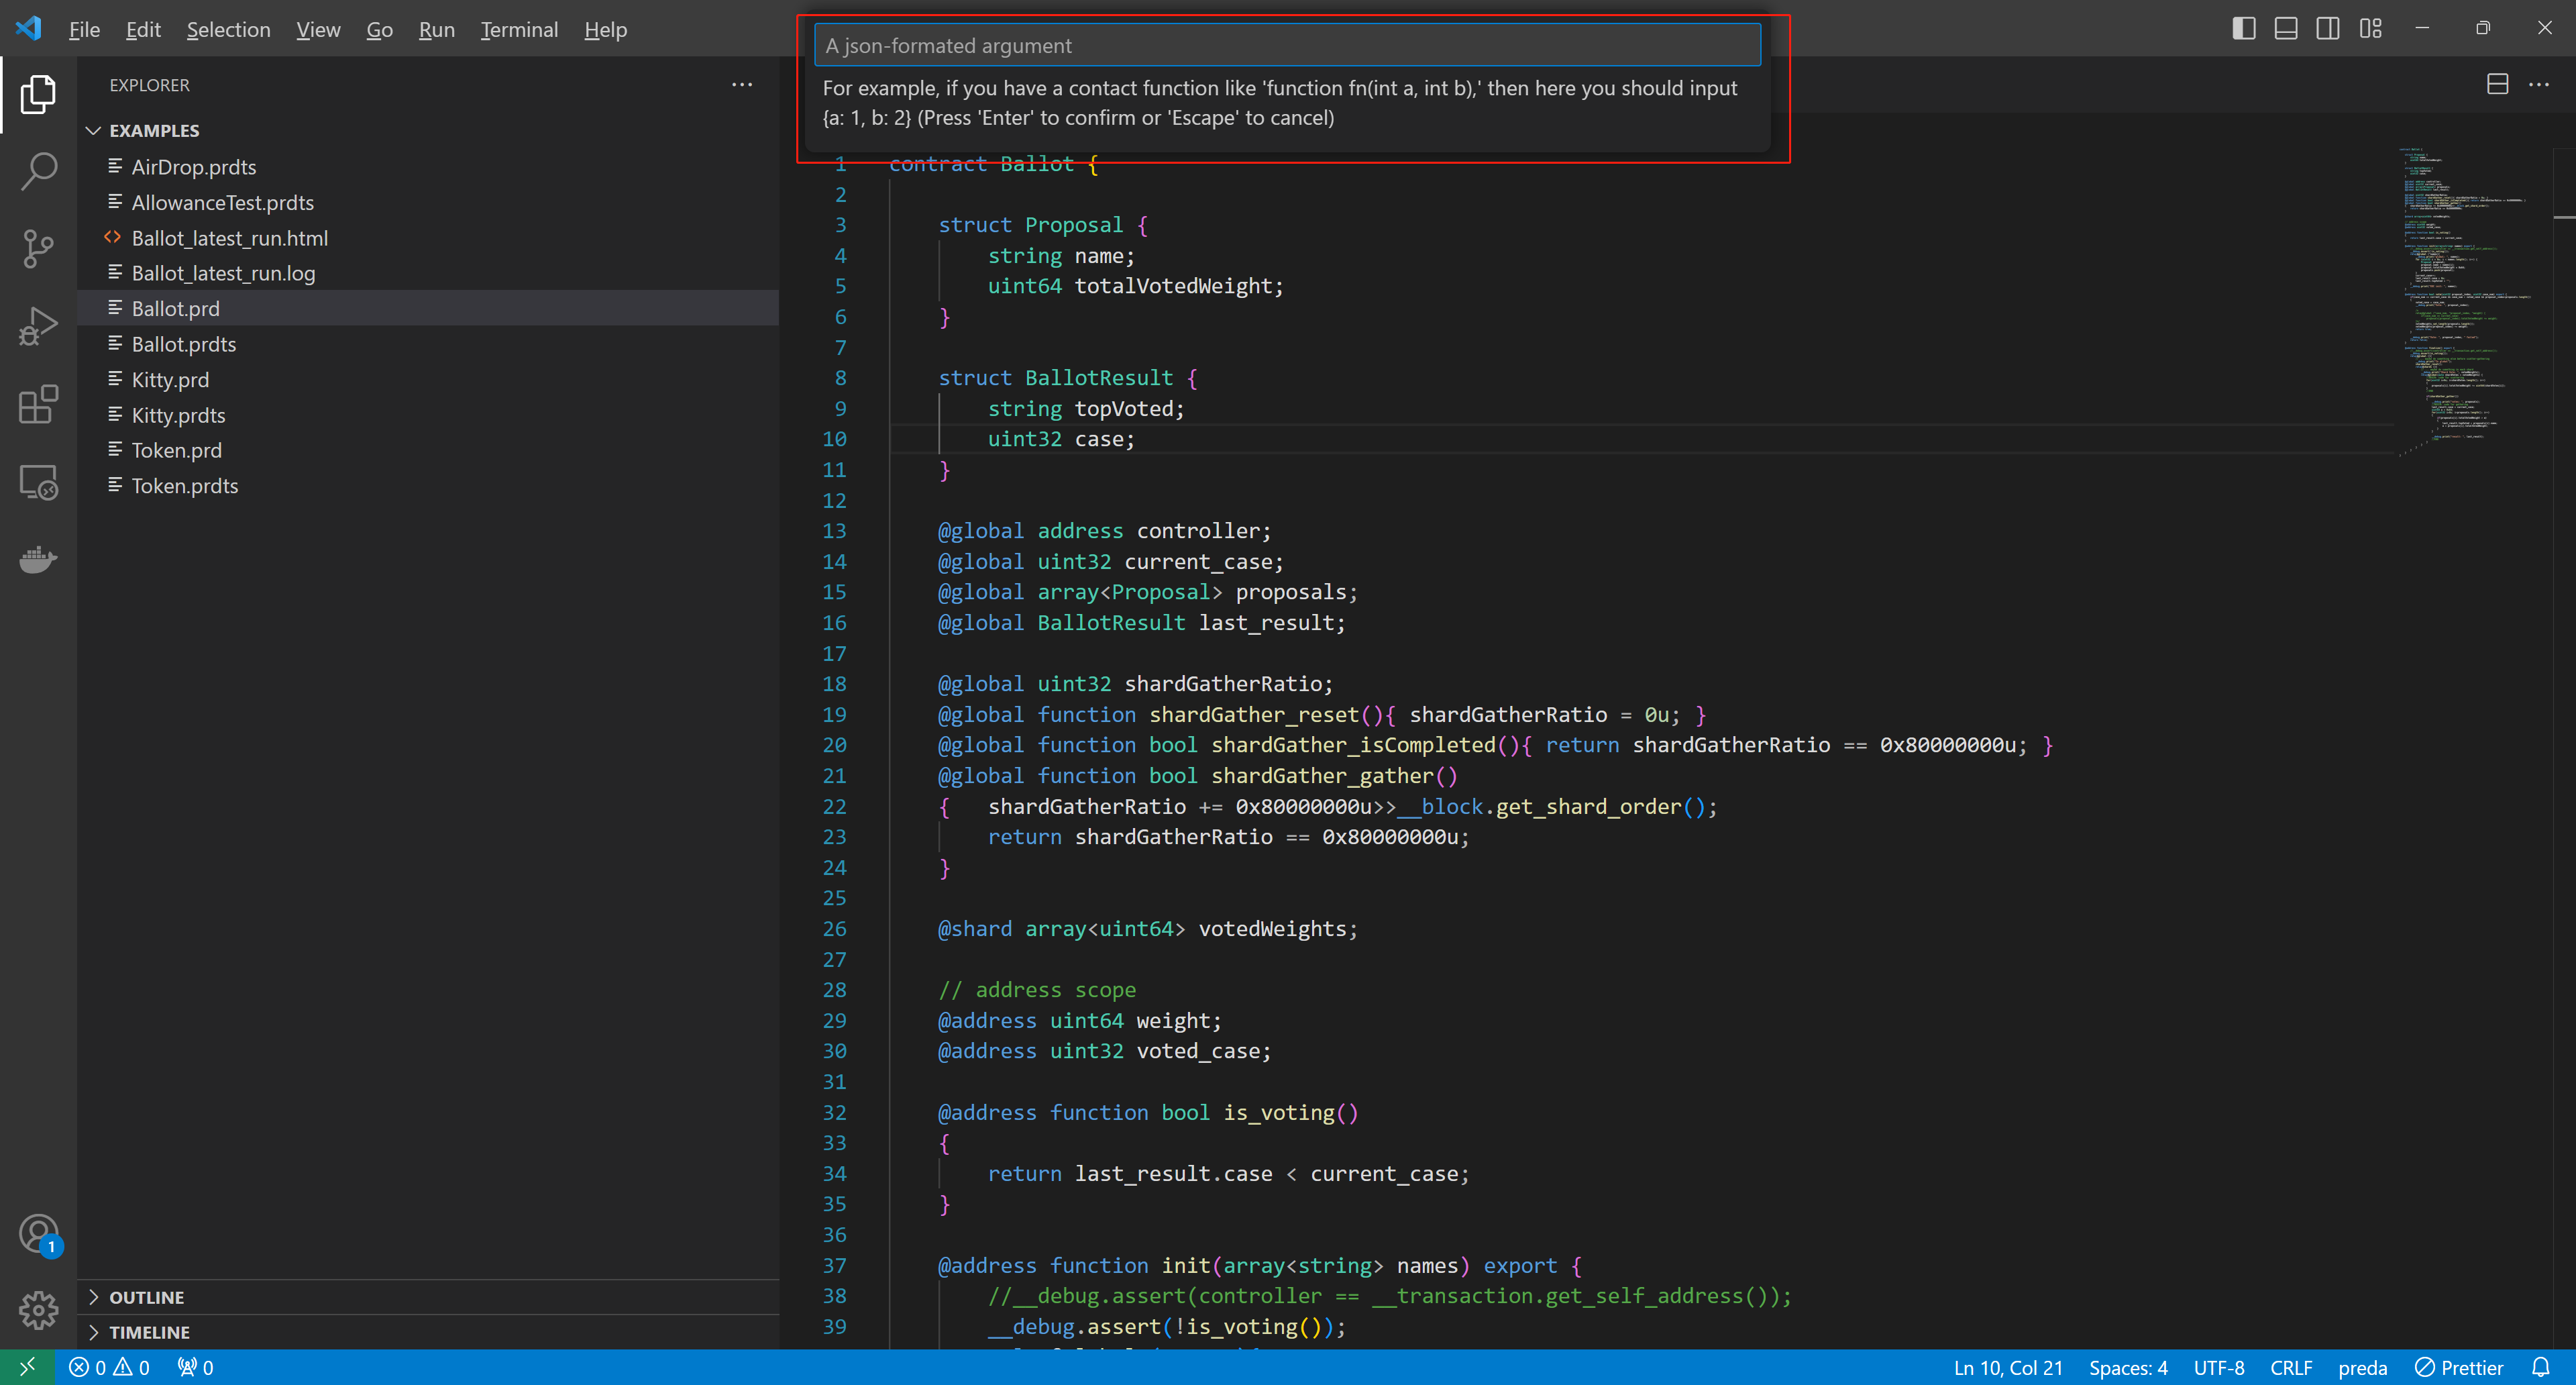 File Edit Selection View Go Run Terminal Help
A json-formated argument
For example, if you have a contact function like 'function fn(int a, int b),' then here you should input
{a: 1, b: 2} (Press 'Enter' to confirm or 'Escape' to cancel)
EXPLORER
EXAMPLES
AirDrop.prdts
AllowanceTest.prdts
Ballot_latest_run.html
Ballot_latest_run.log
Ballot.prd
Ballot.prdts
Kitty.prd
Kitty.prdts
Token.prd
Token.prdts
OUTLINE
TIMELINE
1
1 contract Ballot {
2
3 struct Proposal {
4 string name;
5 uint64 totalVotedWeight;
6 }
7
8 struct BallotResult {
9 string topVoted;
10 uint32 case;
11 }
12
13 @global address controller;
14 @global uint32 current_case;
15 @global array<Proposal> proposals;
16 @global BallotResult last_result;
17
18 @global uint32 shardGatherRatio;
19 @global function shardGather_reset(){ shardGatherRatio = 0u; }
20 @global function bool shardGather_isCompleted(){ return shardGatherRatio == 0x80000000u; }
21 @global function bool shardGather_gather()
22 { shardGatherRatio += 0x80000000u>>__block.get_shard_order();
23 return shardGatherRatio == 0x80000000u;
24 }
25
26 @shard array<uint64> votedWeights;
27
28 // address scope
29 @address uint64 weight;
30 @address uint32 voted_case;
31
32 @address function bool is_voting()
33 {
34 return last_result.case < current_case;
35 }
36
37 @address function init(array<string> names) export {
38 //__debug.assert(controller == __transaction.get_self_address());
39 __debug.assert(!is_voting());
0 0 0
Ln 10, Col 21 Spaces: 4 UTF-8 CRLF preda Prettier